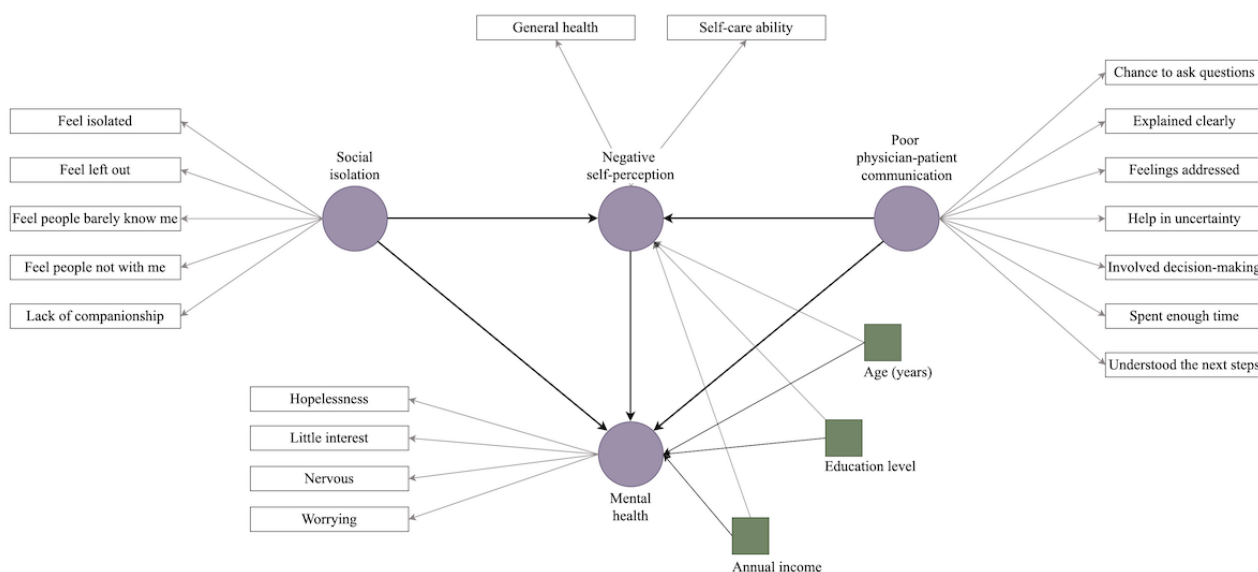 General health
Self-care ability
Feel isolated
Feel left out
Feel people barely know me
Feel people not with me
Lack of companionship
Social
isolation
Negative
self-perception
Poor
physician-patient
communication
Chance to ask questions
Explained clearly
Feelings addressed
Help in uncertainty
Involved decision-making
Spent enough time
Understood the next steps
Age (years)
Education level
Annual income
Hopelessness
Little interest
Nervous
Worrying
Mental
health